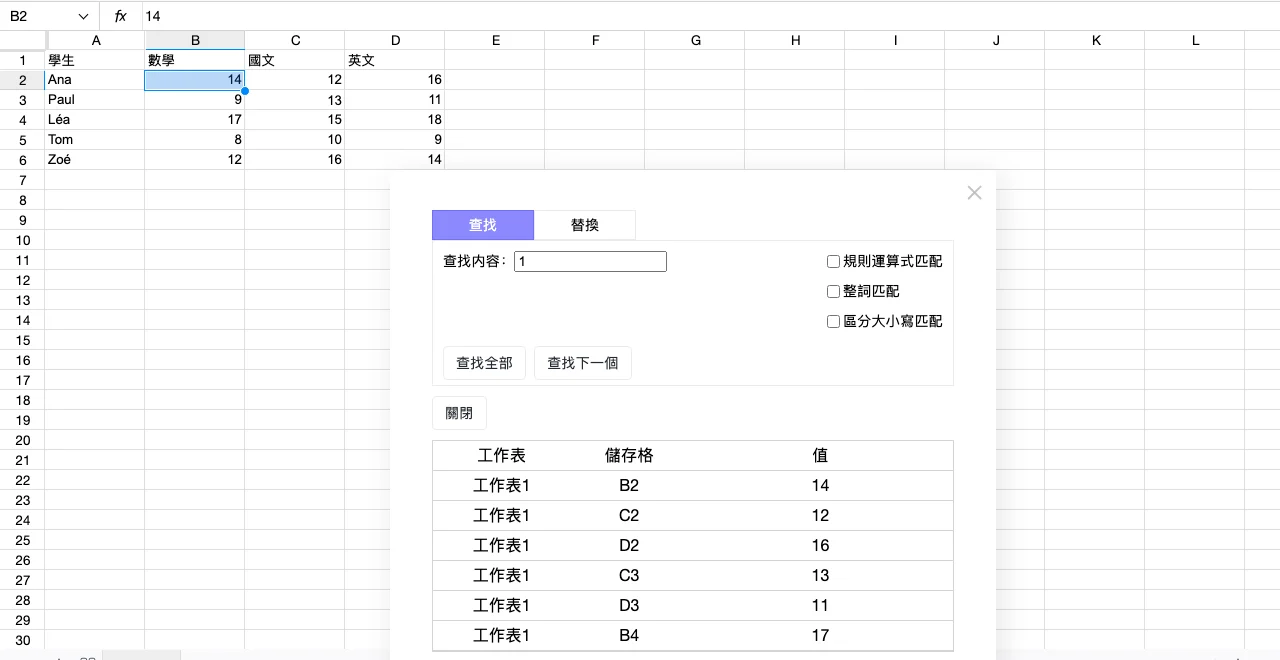 B2 fx 14
A B C D E F G H I J K L
1 學生 數學 國文 英文
2 Ana 14 12 16
3 Paul 9 13 11
4 Léa 17 15 18
5 Tom 8 10 9
6 Zoé 12 16 14
7
8
9
10
11
12
13
14
15
16
17
18
19
20
21
22
23
24
25
26
27
28
29
30
查找 替換
查找內容： 1
規則運算式匹配
整詞匹配
區分大小寫匹配
查找全部 查找下一個
關閉
工作表 儲存格 值
工作表1 B2 14
工作表1 C2 12
工作表1 D2 16
工作表1 C3 13
工作表1 D3 11
工作表1 B4 17